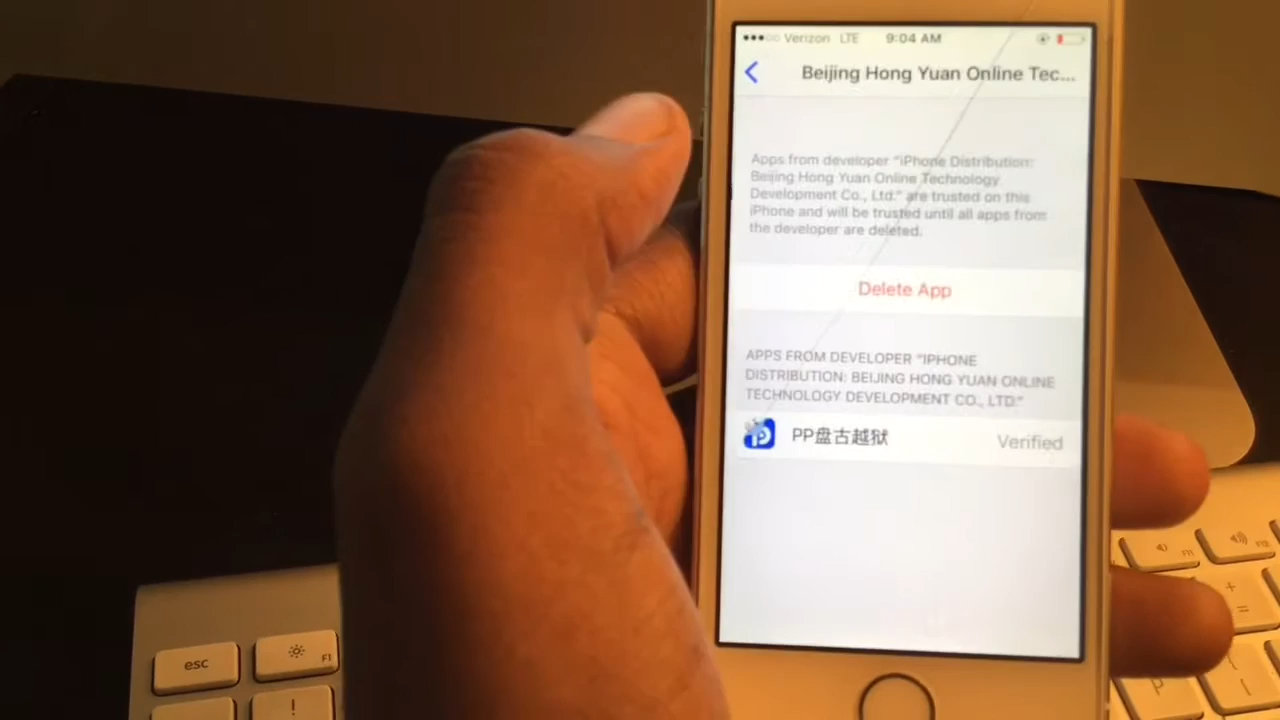 Verizon LTE 9:04 AM
Beijing Hong Yuan Online Tec...
Apps from developer "iPhone Distribution:
Beijing Hong Yuan Online Technology
Development Co., Ltd." are trusted on this
iPhone and will be trusted until all apps from
the developer are deleted.
Delete App
APPS FROM DEVELOPER "IPHONE
DISTRIBUTION: BEIJING HONG YUAN ONLINE
TECHNOLOGY DEVELOPMENT CO., LTD."
PP盘古越狱 Verified
esc
F1
!
F11
F12
+
=
{
[
P